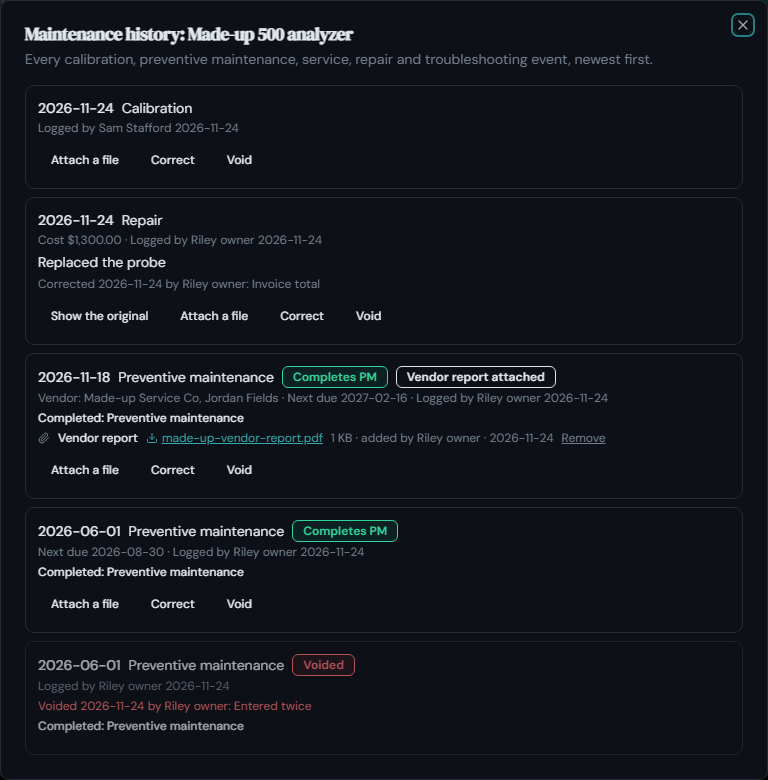 Maintenance history: Made-up 500 analyzer
Every calibration, preventive maintenance, service, repair and troubleshooting event, newest first.
2026-11-24 Calibration
Logged by Sam Stafford 2026-11-24
Attach a file Correct Void
2026-11-24 Repair
Cost $1,300.00 · Logged by Riley owner 2026-11-24
Replaced the probe
Corrected 2026-11-24 by Riley owner: Invoice total
Show the original Attach a file Correct Void
2026-11-18 Preventive maintenance Completes PM Vendor report attached
Vendor: Made-up Service Co, Jordan Fields · Next due 2027-02-16 · Logged by Riley owner 2026-11-24
Completed: Preventive maintenance
Vendor report made-up-vendor-report.pdf 1 KB · added by Riley owner · 2026-11-24 Remove
Attach a file Correct Void
2026-06-01 Preventive maintenance Completes PM
Next due 2026-08-30 · Logged by Riley owner 2026-11-24
Completed: Preventive maintenance
Attach a file Correct Void
2026-06-01 Preventive maintenance Voided
Logged by Riley owner 2026-11-24
Voided 2026-11-24 by Riley owner: Entered twice
Completed: Preventive maintenance